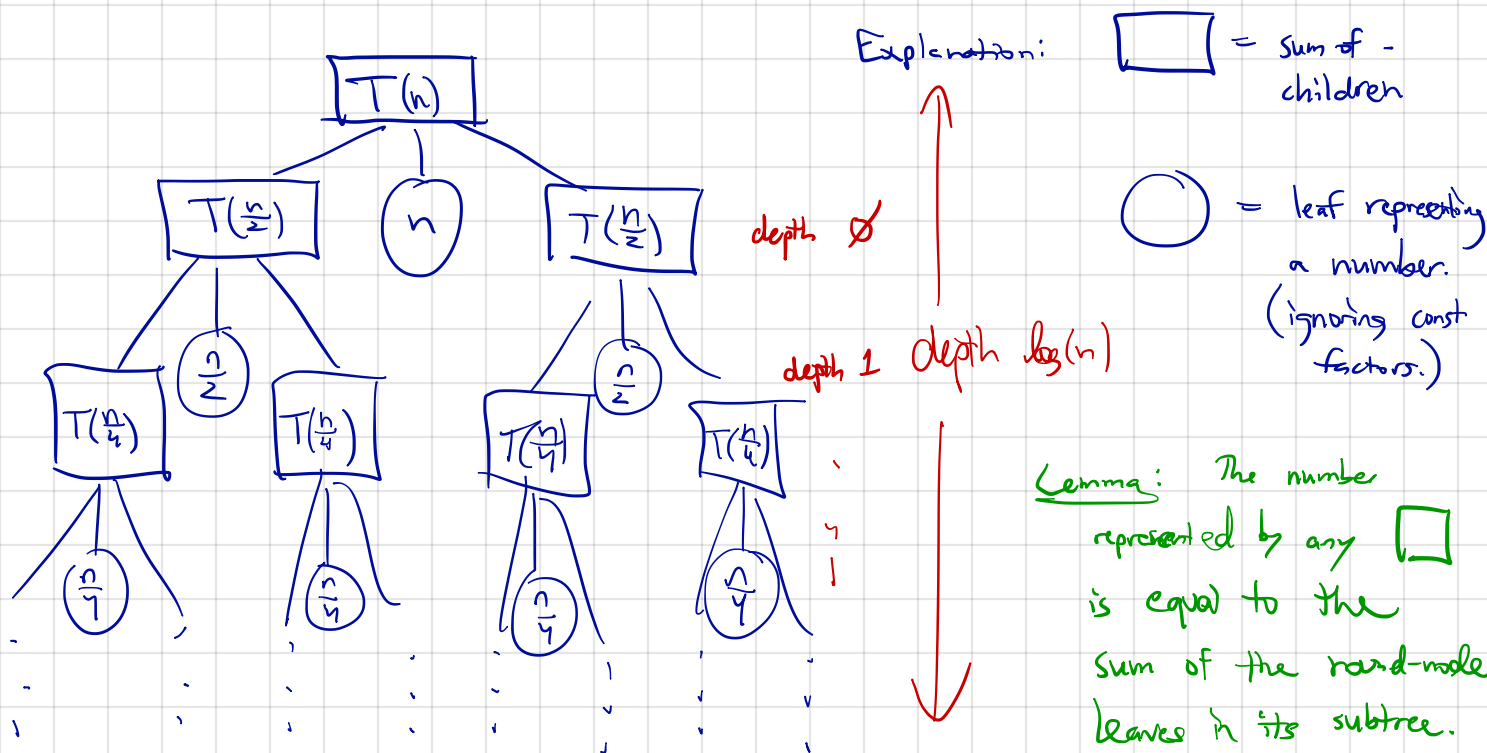 T(n)
T(n/2)
n
T(n/2)
T(n/4)
n/2
T(n/4)
T(n/4)
n/2
T(n/4)
n/4
n/4
n/4
n/4
depth 0
depth 1
depth log(n)
Explanation:
= sum of -
children
= leaf representing
a number.
(ignoring const
factors.)
Lemma: The number
represented by any
is equal to the
sum of the round-node
leaves in its subtree.